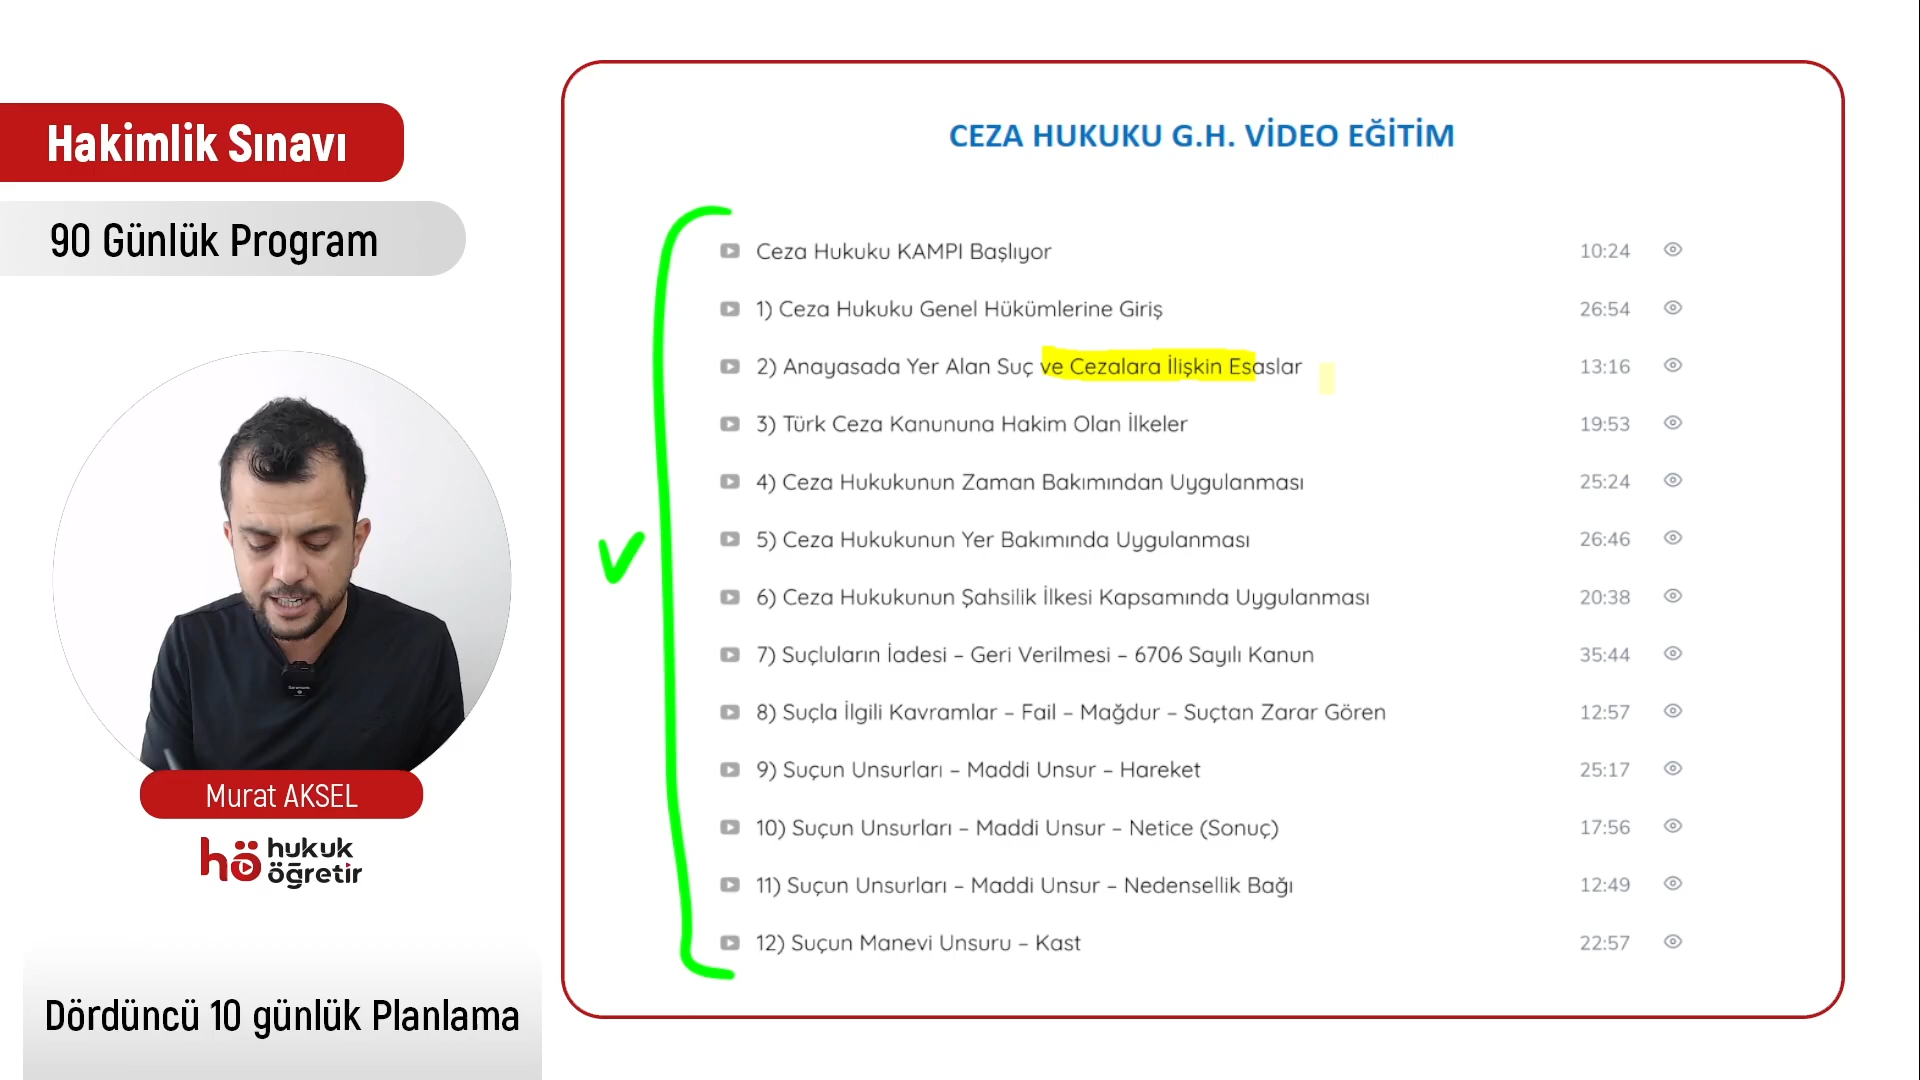 Hakimlik Sınavı
90 Günlük Program
Murat AKSEL
hö hukuk
öğretir
Dördüncü 10 günlük Planlama
CEZA HUKUKU G.H. VİDEO EĞİTİM
Ceza Hukuku KAMPI Başlıyor 10:24
1) Ceza Hukuku Genel Hükümlerine Giriş 26:54
2) Anayasada Yer Alan Suç ve Cezalara İlişkin Esaslar 13:16
3) Türk Ceza Kanununa Hakim Olan İlkeler 19:53
4) Ceza Hukukunun Zaman Bakımından Uygulanması 25:24
5) Ceza Hukukunun Yer Bakımında Uygulanması 26:46
6) Ceza Hukukunun Şahsilik İlkesi Kapsamında Uygulanması 20:38
7) Suçluların İadesi – Geri Verilmesi – 6706 Sayılı Kanun 35:44
8) Suçla İlgili Kavramlar – Fail – Mağdur – Suçtan Zarar Gören 12:57
9) Suçun Unsurları – Maddi Unsur – Hareket 25:17
10) Suçun Unsurları – Maddi Unsur – Netice (Sonuç) 17:56
11) Suçun Unsurları – Maddi Unsur – Nedensellik Bağı 12:49
12) Suçun Manevi Unsuru – Kast 22:57